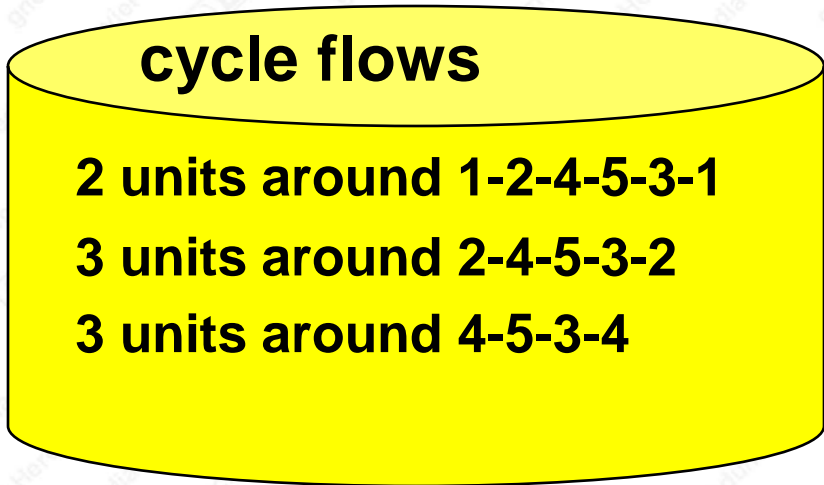 cycle flows
2 units around 1-2-4-5-3-1
3 units around 2-4-5-3-2
3 units around 4-5-3-4